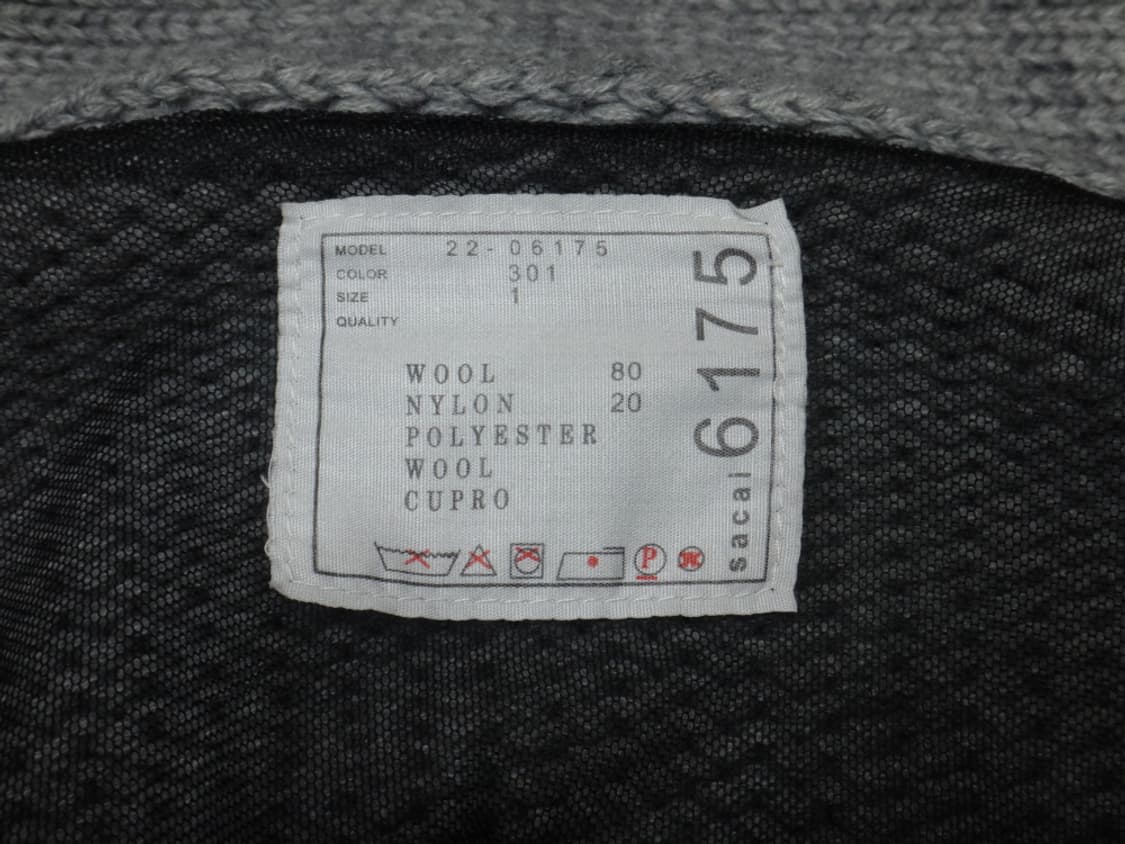 MODEL 22-06175
COLOR 301
SIZE 1
QUALITY
WOOL 80
NYLON 20
POLYESTER
WOOL
CUPRO
P
W
sacai 6175